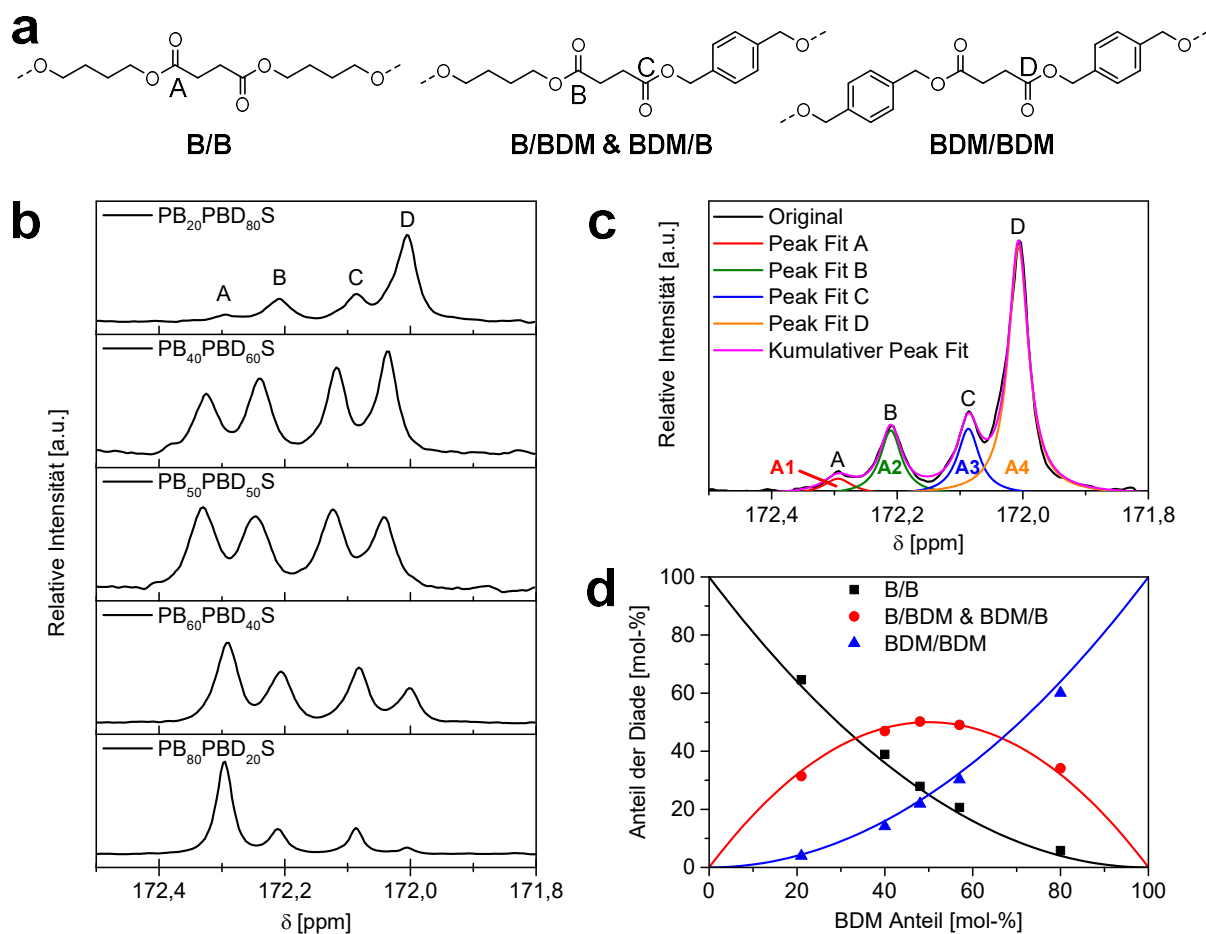 a
O
O
A
O
O
O
B/B
O
O
B
O
C
O
O
O
B/BDM & BDM/B
O
O
O
D
O
O
O
BDM/BDM
b
PB20PBD80S
A
B
C
D
PB40PBD60S
PB50PBD50S
PB60PBD40S
PB80PBD20S
Relative Intensität [a.u.]
172,4
172,2
172,0
171,8
δ [ppm]
c
Original
Peak Fit A
Peak Fit B
Peak Fit C
Peak Fit D
Kumulativer Peak Fit
A
B
C
D
A1
A2
A3
A4
Relative Intensität [a.u.]
172,4
172,2
172,0
171,8
δ [ppm]
d
B/B
B/BDM & BDM/B
BDM/BDM
Anteil der Diade [mol-%]
100
80
60
40
20
0
0
20
40
60
80
100
BDM Anteil [mol-%]